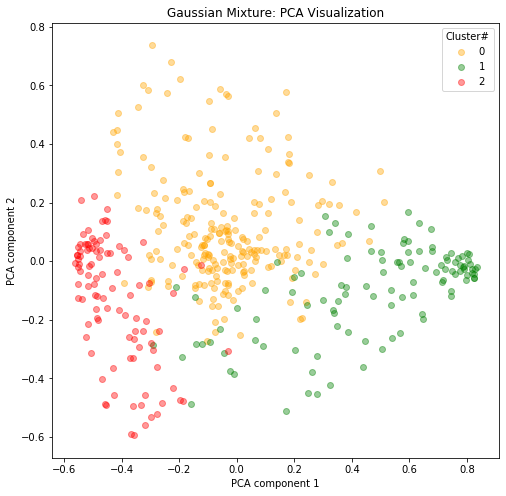 Gaussian Mixture: PCA Visualization
Cluster#
0
1
2
PCA component 2
0.8
0.6
0.4
0.2
0.0
−0.2
−0.4
−0.6
−0.6 −0.4 −0.2 0.0 0.2 0.4 0.6 0.8
PCA component 1